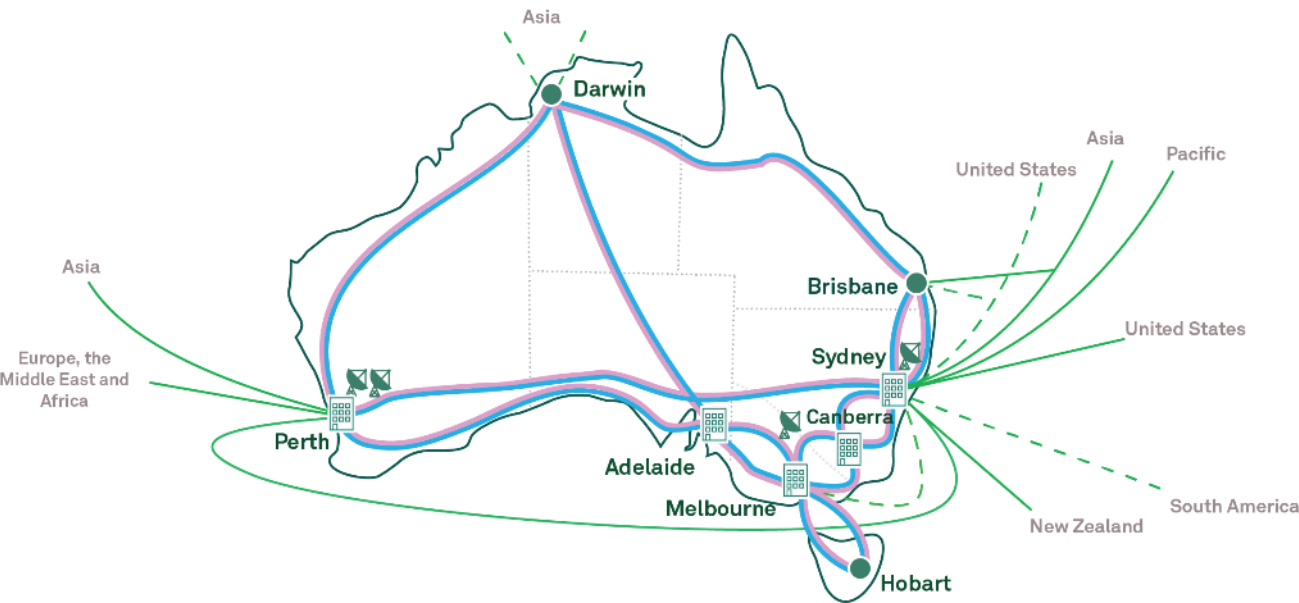 Asia
Darwin
Asia
Pacific
United States
Asia
Brisbane
United States
Sydney
Europe, the
Middle East and
Africa
Canberra
Perth
Adelaide
Melbourne
South America
New Zealand
Hobart